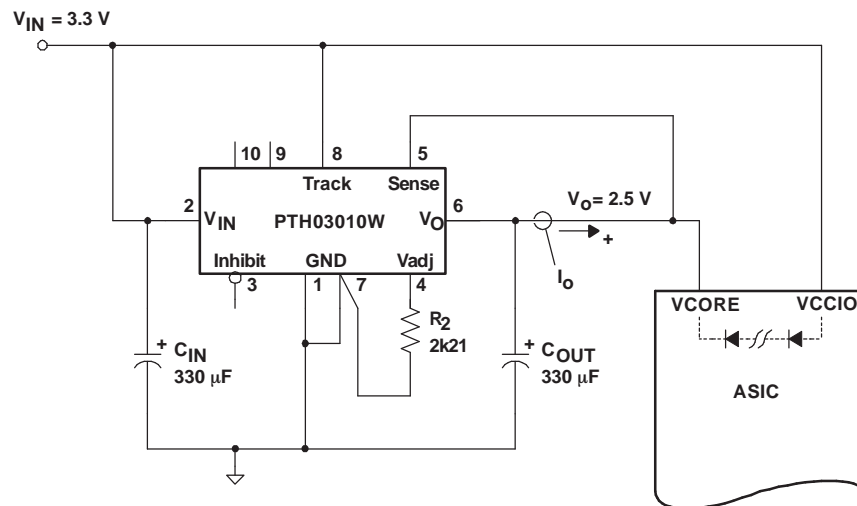 VIN = 3.3 V
10 9 8 5
Track Sense
2 VIN PTH03010W VO 6
VO = 2.5 V
+
IO
Inhibit GND Vadj
3 1 7 4
R2
2k21
+ CIN
330 µF
+ COUT
330 µF
VCORE VCCIO
ASIC